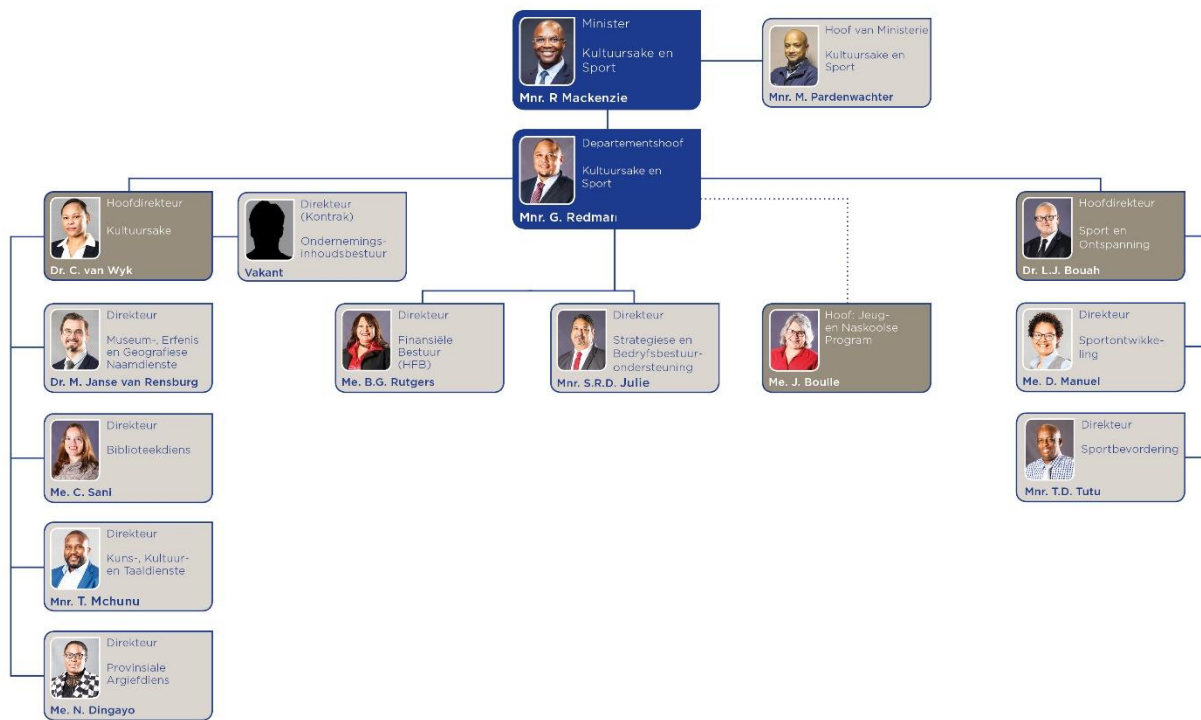 Minister
Kultuursake en
Sport
Mnr. R Mackenzie
Hoof van Ministerie
Kultuursake en
Sport
Mnr. M. Pardenwachter
Departementshoof
Kultuursake en
Sport
Mnr. G. Redman
Hoofdirekteur
Kultuursake
Dr. C. van Wyk
Direkteur
(Kontrak)
Ondernemings-
Inhoudsbestuur
Vakant
Hoofdirekteur
Sport en
Ontspanning
Dr. L.J. Bouah
Direkteur
Museum-, Erfenis
en Geografiese
Naamdienste
Dr. M. Janse van Rensburg
Direkteur
Finansiële
Bestuur
(HFB)
Me. B.G. Rutgers
Direkteur
Strategiese en
Bedryfsbestuur-
ondersteuning
Mnr. S.R.D. Julie
Hoof: Jeug-
en Naskoolse
Program
Me. J. Boulle
Direkteur
Sportontwikke-
ling
Me. D. Manuel
Direkteur
Biblioteekdiens
Me. C. Sani
Direkteur
Sportbevordering
Mnr. T.D. Tutu
Direkteur
Kuns-, Kultuur-
en Taaldienste
Mnr. T. Mchunu
Direkteur
Provinsiale
Argiefdiens
Me. N. Dingayo